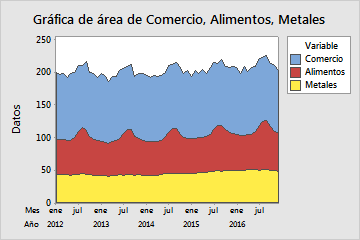 Gráfica de área de Comercio, Alimentos, Metales
250
200
150
100
50
0
Datos
Variable
Comercio
Alimentos
Metales
Mes ene jul ene jul ene jul ene jul ene jul
Año 2012 2013 2014 2015 2016